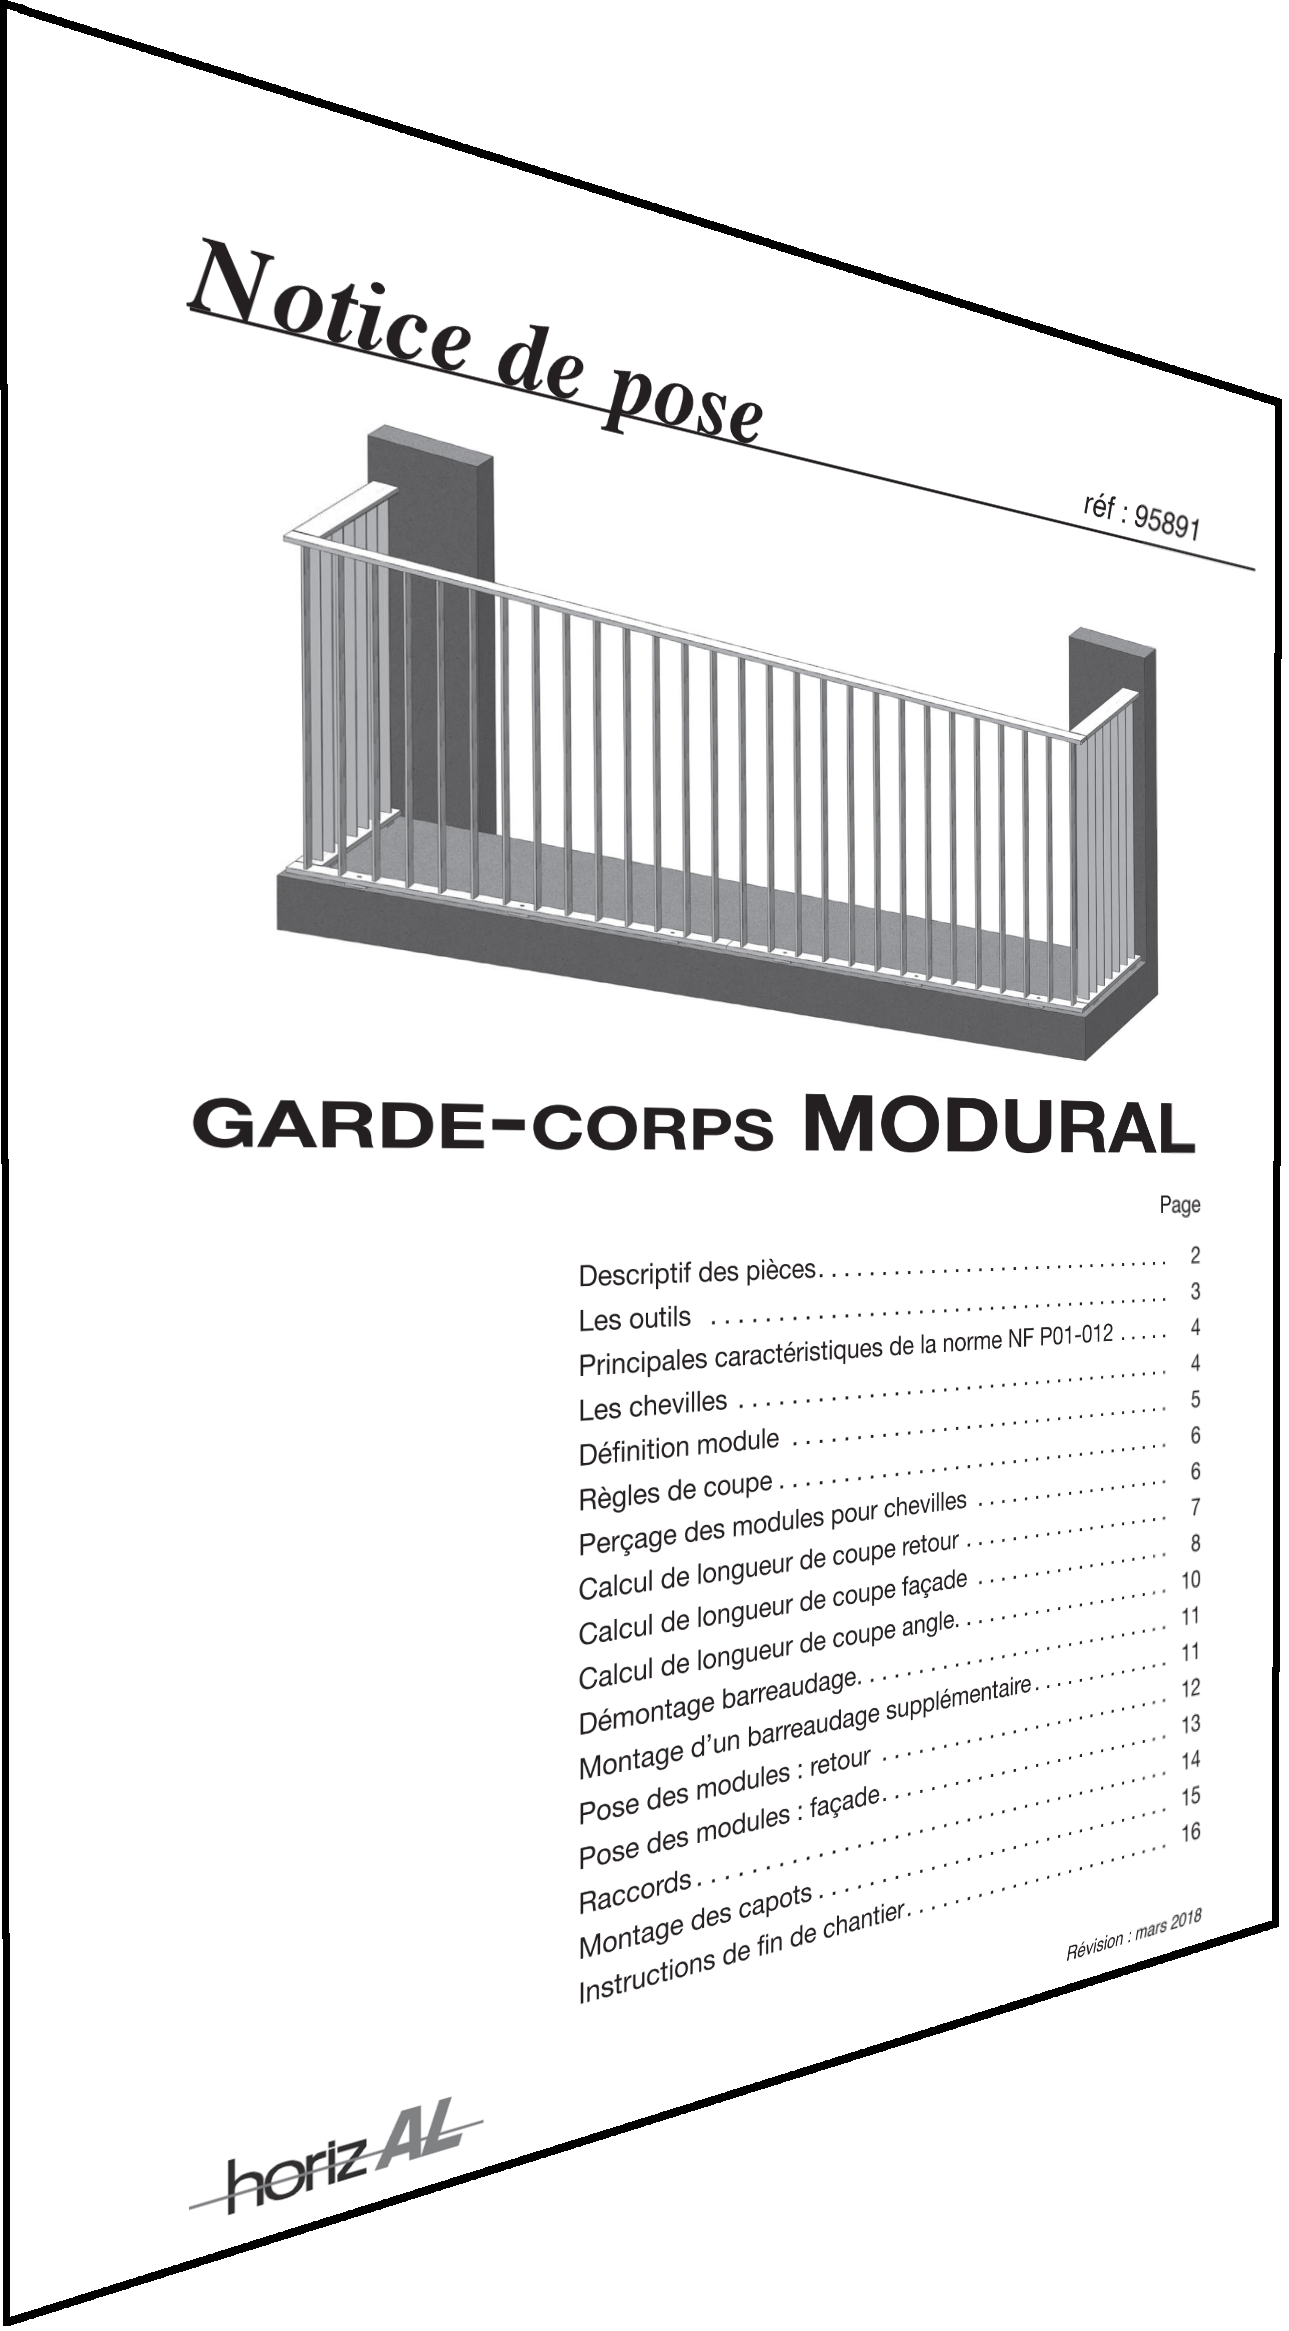 Notice de pose
réf : 95891
GARDE-CORPS MODURAL
Page
Descriptif des pièces. . . . . . . . . . . . . . . . . . . . . . . . . . . . . 2
Les outils . . . . . . . . . . . . . . . . . . . . . . . . . . . . . . . . . . . . 3
Principales caractéristiques de la norme NF P01-012 . . . . . 4
Les chevilles . . . . . . . . . . . . . . . . . . . . . . . . . . . . . . . . . . 4
Définition module . . . . . . . . . . . . . . . . . . . . . . . . . . . . . . 5
Règles de coupe . . . . . . . . . . . . . . . . . . . . . . . . . . . . . . . 6
Perçage des modules pour chevilles . . . . . . . . . . . . . . . . . 6
Calcul de longueur de coupe retour . . . . . . . . . . . . . . . . . . 7
Calcul de longueur de coupe façade . . . . . . . . . . . . . . . . . 8
Calcul de longueur de coupe angle. . . . . . . . . . . . . . . . . . 10
Démontage barreaudage. . . . . . . . . . . . . . . . . . . . . . . . . . 11
Montage d’un barreaudage supplémentaire . . . . . . . . . . . . 11
Pose des modules : retour . . . . . . . . . . . . . . . . . . . . . . . . 12
Pose des modules : façade. . . . . . . . . . . . . . . . . . . . . . . . 13
Raccords . . . . . . . . . . . . . . . . . . . . . . . . . . . . . . . . . . . . 14
Montage des capots . . . . . . . . . . . . . . . . . . . . . . . . . . . . 15
Instructions de fin de chantier. . . . . . . . . . . . . . . . . . . . . . 16
Révision : mars 2018
horizAL